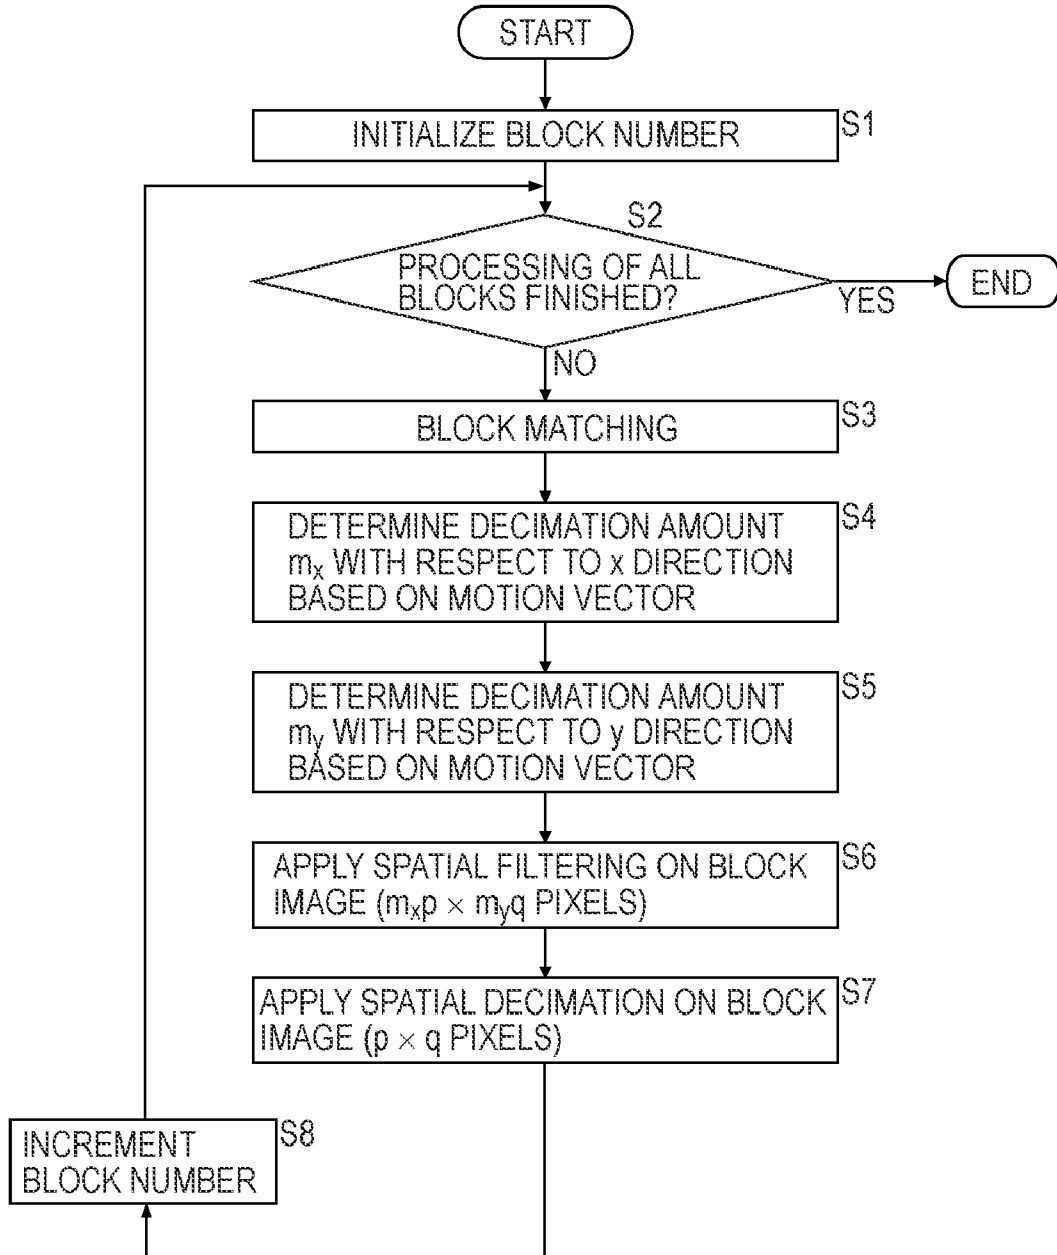 START
INITIALIZE BLOCK NUMBER
S1
S2
PROCESSING OF ALL
BLOCKS FINISHED?
YES
END
NO
BLOCK MATCHING
S3
DETERMINE DECIMATION AMOUNT
mx WITH RESPECT TO x DIRECTION
BASED ON MOTION VECTOR
S4
DETERMINE DECIMATION AMOUNT
my WITH RESPECT TO y DIRECTION
BASED ON MOTION VECTOR
S5
APPLY SPATIAL FILTERING ON BLOCK
IMAGE (mxp × myq PIXELS)
S6
APPLY SPATIAL DECIMATION ON BLOCK
IMAGE (p × q PIXELS)
S7
INCREMENT
BLOCK NUMBER
S8